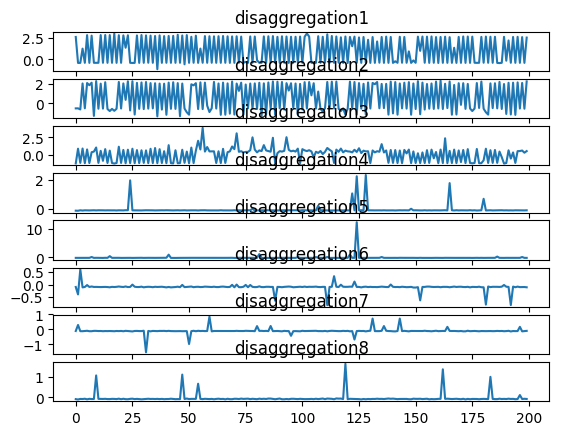 disaggregation1
2.5
0.0
disaggregation2
2
0
disaggregation3
2.5
0.0
disaggregation4
2
0
disaggregation5
10
0
disaggregation6
0.5
0.0
−0.5
disaggregation7
1
0
−1
disaggregation8
1
0
0 25 50 75 100 125 150 175 200